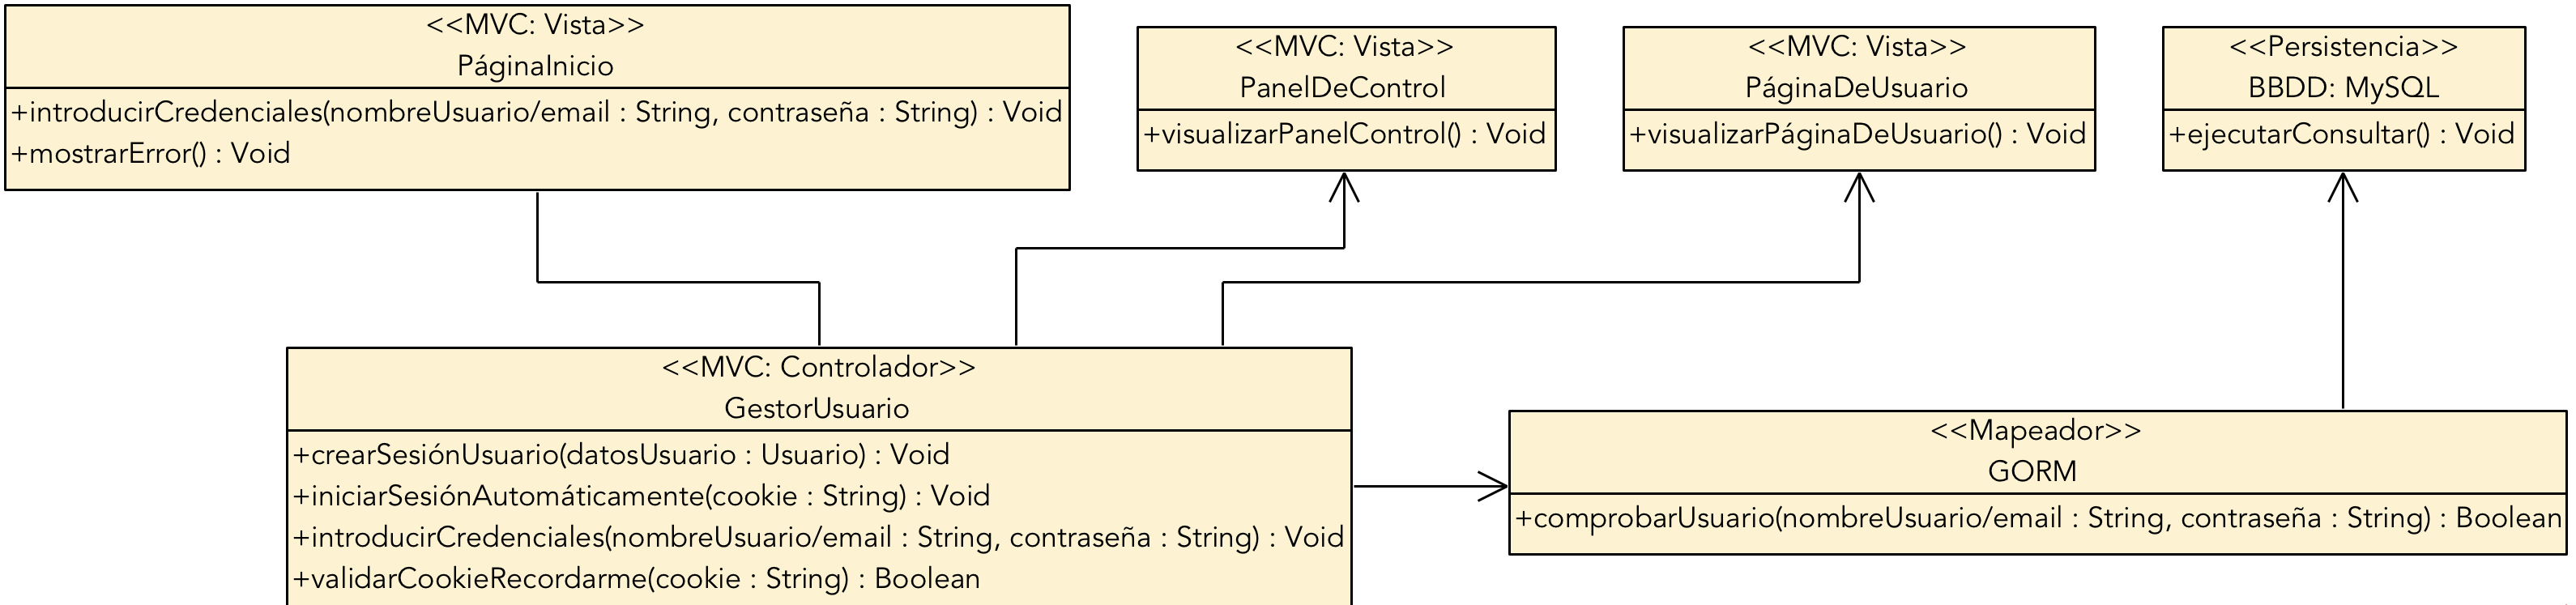 <<MVC: Vista>>
PáginaInicio
+introducirCredenciales(nombreUsuario/email : String, contraseña : String) : Void
+mostrarError() : Void
<<MVC: Vista>>
PanelDeControl
+visualizarPanelControl() : Void
<<MVC: Vista>>
PáginaDeUsuario
+visualizarPáginaDeUsuario() : Void
<<Persistencia>>
BBDD: MySQL
+ejecutarConsultar() : Void
<<MVC: Controlador>>
GestorUsuario
+crearSesiónUsuario(datosUsuario : Usuario) : Void
+iniciarSesiónAutomáticamente(cookie : String) : Void
+introducirCredenciales(nombreUsuario/email : String, contraseña : String) : Void
+validarCookieRecordarme(cookie : String) : Boolean
<<Mapeador>>
GORM
+comprobarUsuario(nombreUsuario/email : String, contraseña : String) : Boolean